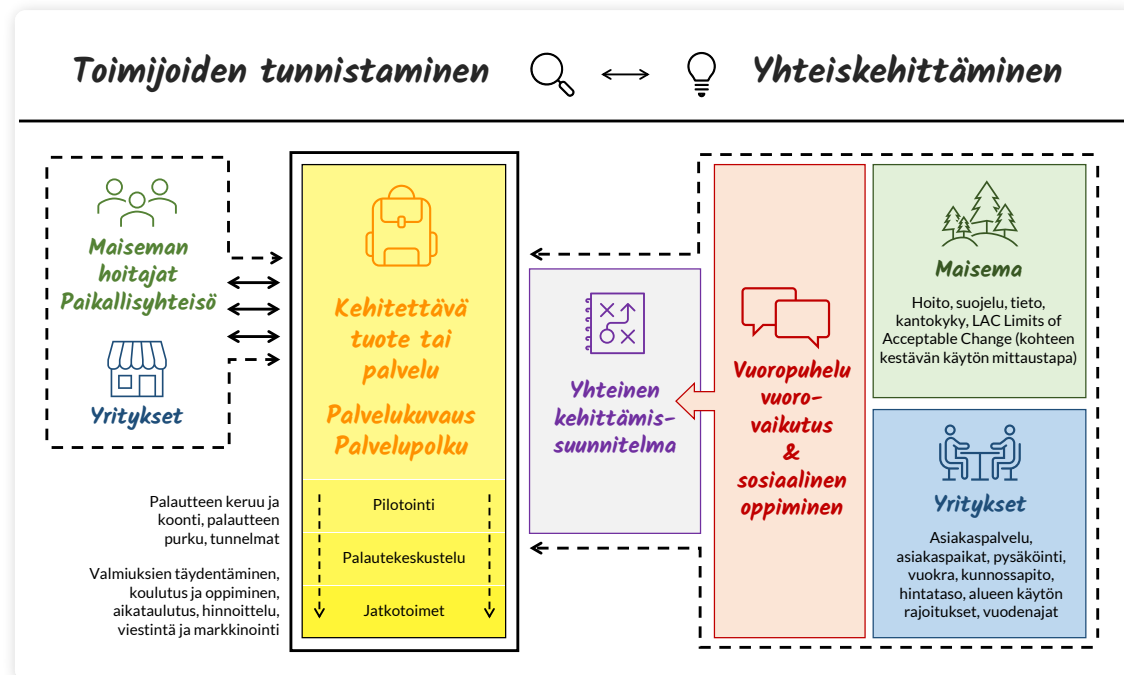 Toimijoiden tunnistaminen
Yhteiskehittäminen
Maiseman
hoitajat
Paikallisyhteisö
Yritykset
Palautteen keruu ja
koonti, palautteen
purku, tunnelmat
Valmiuksien täydentäminen,
koulutus ja oppiminen,
aikataulutus, hinnoittelu,
viestintä ja markkinointi
Kehitettävä
tuote tai
palvelu
Palvelukuvaus
Palvelupolku
Pilotointi
Palautekeskustelu
Jatkotoimet
Yhteinen
kehittämis-
suunnitelma
Vuoropuhelu
vuoro-
vaikutus
&
sosiaalinen
oppiminen
Maisema
Hoito, suojelu, tieto,
kantokyky, LAC Limits of
Acceptable Change (kohteen
kestävän käytön mittaustapa)
Yritykset
Asiakaspalvelu,
asiakaspaikat, pysäköinti,
vuokra, kunnossapito,
hintataso, alueen käytön
rajoitukset, vuodenajat